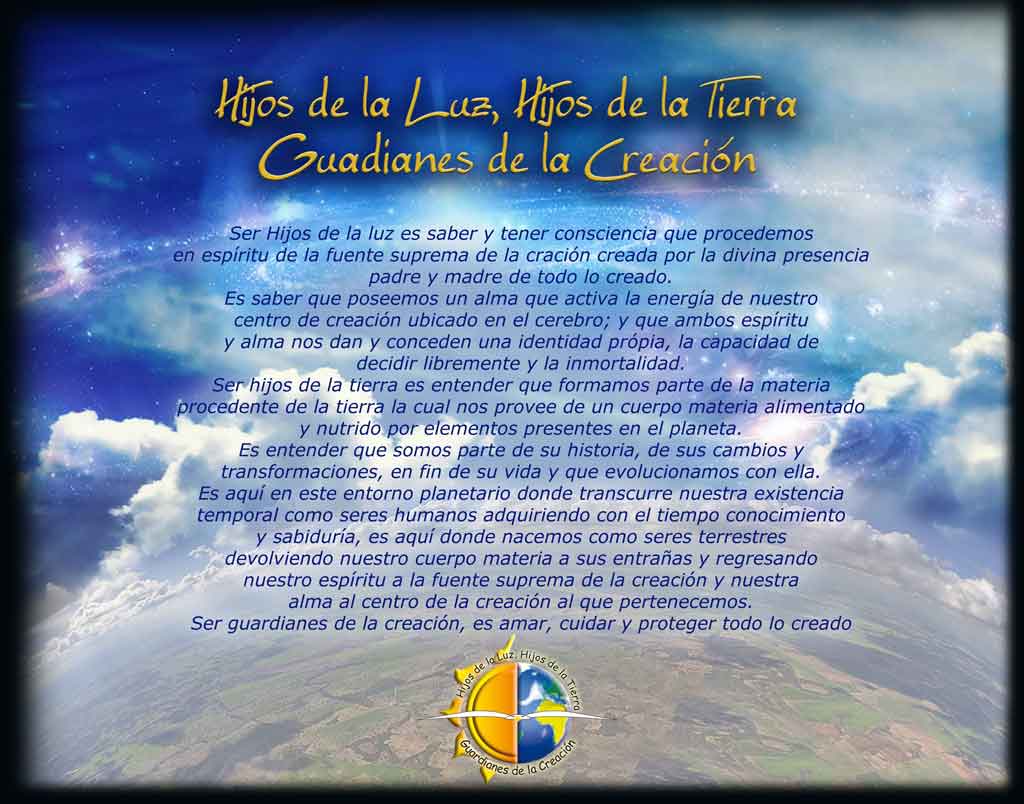 Hijos de la Luz, Hijos de la Tierra
Guadianes de la Creación
Ser Hijos de la luz es saber y tener consciencia que procedemos
en espíritu de la fuente suprema de la cración creada por la divina presencia
padre y madre de todo lo creado.
Es saber que poseemos un alma que activa la energía de nuestro
centro de creación ubicado en el cerebro; y que ambos espíritu
y alma nos dan y conceden una identidad própia, la capacidad de
decidir libremente y la inmortalidad.
Ser hijos de la tierra es entender que formamos parte de la materia
procedente de la tierra la cual nos provee de un cuerpo materia alimentado
y nutrido por elementos presentes en el planeta.
Es entender que somos parte de su historia, de sus cambios y
transformaciones, en fin de su vida y que evolucionamos con ella.
Es aquí en este entorno planetario donde transcurre nuestra existencia
temporal como seres humanos adquiriendo con el tiempo conocimiento
y sabiduría, es aquí donde nacemos como seres terrestres
devolviendo nuestro cuerpo materia a sus entrañas y regresando
nuestro espíritu a la fuente suprema de la creación y nuestra
alma al centro de la creación al que pertenecemos.
Ser guardianes de la creación, es amar, cuidar y proteger todo lo creado
Hijos de la Luz. Hijos de la Tierra
Guardianes de la Creación